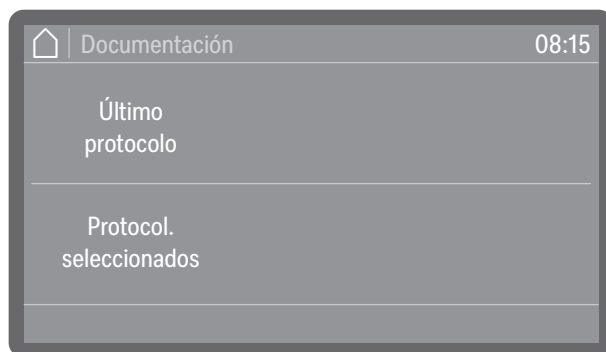 Documentación 08:15
Último
protocolo
Protocol.
seleccionados